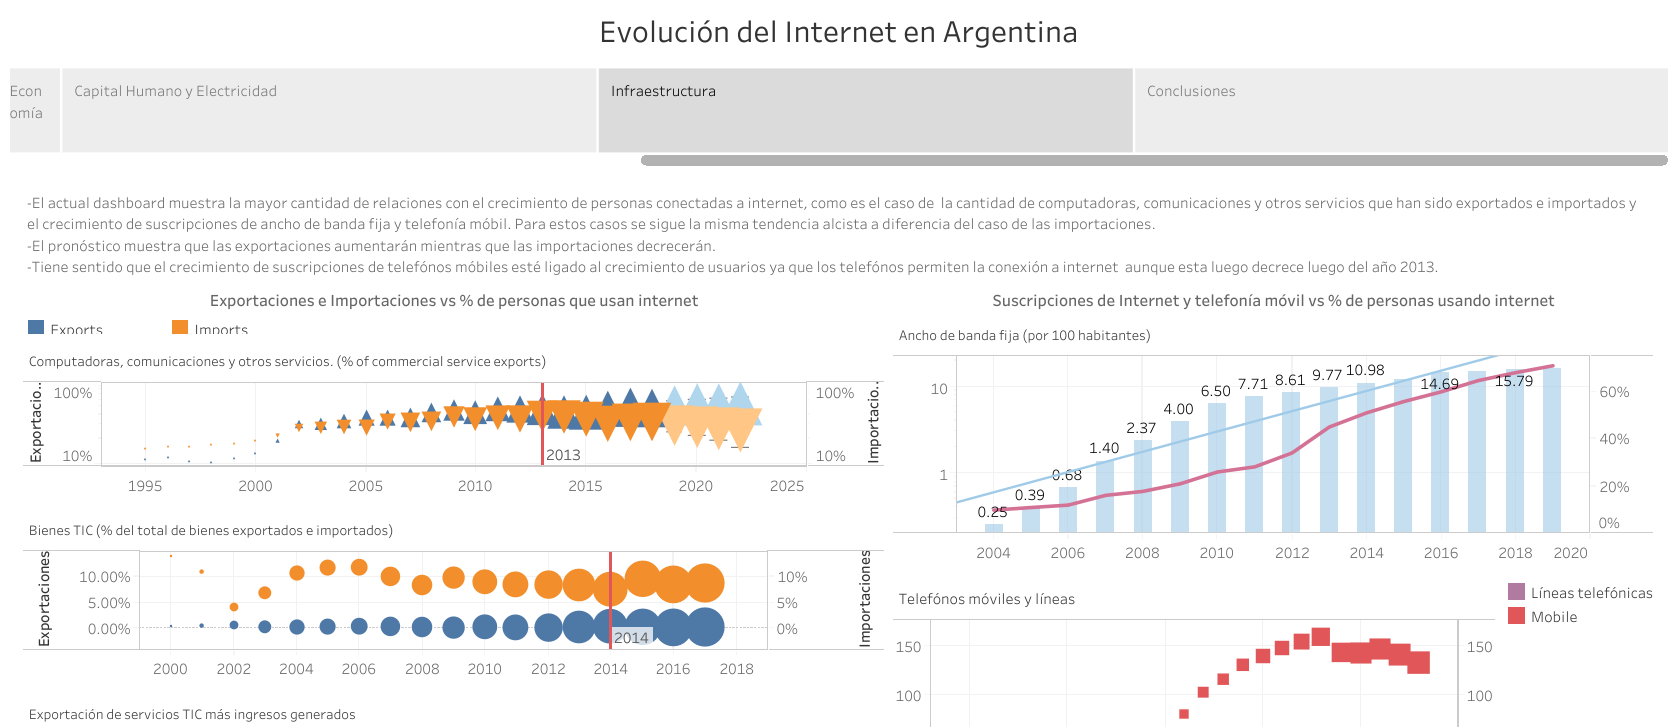 Evolución del Internet en Argentina
Econ
omía
Capital Humano y Electricidad
Infraestructura
Conclusiones
-El actual dashboard muestra la mayor cantidad de relaciones con el crecimiento de personas conectadas a internet, como es el caso de  la cantidad de computadoras, comunicaciones y otros servicios que han sido exportados e importados y
el crecimiento de suscripciones de ancho de banda fija y telefonía móbil. Para estos casos se sigue la misma tendencia alcista a diferencia del caso de las importaciones.
-El pronóstico muestra que las exportaciones aumentarán mientras que las importaciones decrecerán.
-Tiene sentido que el crecimiento de suscripciones de telefónos móbiles esté ligado al crecimiento de usuarios ya que los telefónos permiten la conexión a internet  aunque esta luego decrece luego del año 2013.
Exportaciones e Importaciones vs % de personas que usan internet
Exports
Imports
Computadoras, comunicaciones y otros servicios. (% of commercial service exports)
Exportacio..
100%
10%
2013
100%
10%
Importacio..
1995 2000 2005 2010 2015 2020 2025
Bienes TIC (% del total de bienes exportados e importados)
Exportaciones
10.00%
5.00%
0.00%
2014
10%
5%
0%
Importaciones
2000 2002 2004 2006 2008 2010 2012 2014 2016 2018
Exportación de servicios TIC más ingresos generados
Suscripciones de Internet y telefonía móvil vs % de personas usando internet
Ancho de banda fija (por 100 habitantes)
10
1
0.25 0.39 0.68 1.40 2.37 4.00 6.50 7.71 8.61 9.77 10.98 14.69 15.79
60%
40%
20%
0%
2004 2006 2008 2010 2012 2014 2016 2018 2020
Telefónos móviles y líneas
Líneas telefónicas
Mobile
150
100
150
100